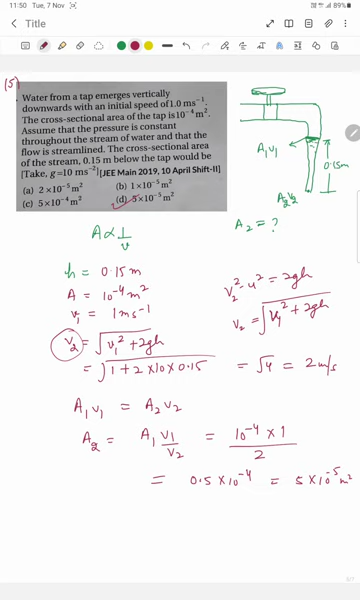 11:50 Tue, 7 Nov 89%
(5)
Water from a tap emerges vertically
downwards with an initial speed of 1.0 ms⁻¹.
The cross-sectional area of the tap is 10⁻⁴ m².
Assume that the pressure is constant
throughout the stream of water and that the
flow is streamlined. The cross-sectional area
of the stream, 0.15 m below the tap would be
[Take, g=10 ms⁻²] [JEE Main 2019, 10 April Shift-II]
(a) 2×10⁻⁵ m² (b) 1×10⁻⁵ m²
(c) 5×10⁻⁴ m² (d) 5×10⁻⁵ m²
A₁V₁
0.15m
A₂V₂
A₂ = ?
A ∝ 1/v
h = 0.15 m
A = 10⁻⁴ m²
v₁ = 1 ms⁻¹
V₂² - u² = 2gh
V₂ = √(V₁² + 2gh)
V₂ = √(V₁² + 2gh)
= √(1 + 2×10×0.15) = √4 = 2 m/s
A₁ V₁ = A₂ V₂
A₂ = A₁ V₁/V₂ = (10⁻⁴ × 1)/2
= 0.5 × 10⁻⁴ = 5 × 10⁻⁵ m²